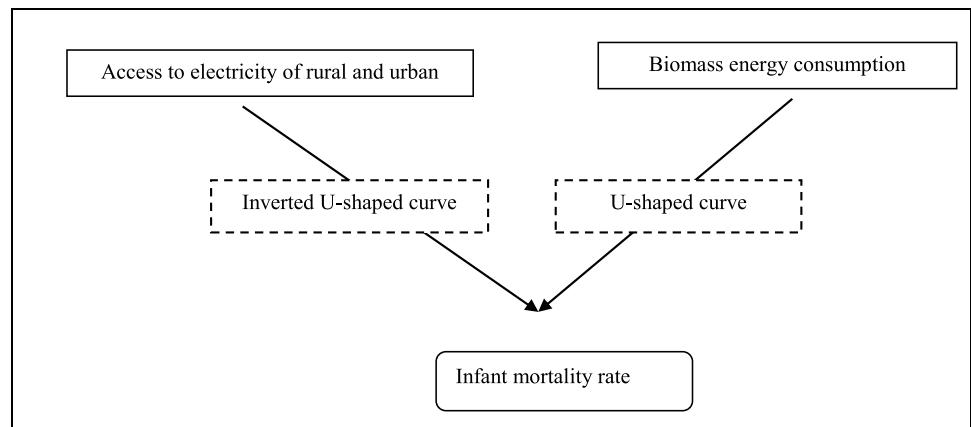 Access to electricity of rural and urban
Biomass energy consumption
Inverted U-shaped curve
U-shaped curve
Infant mortality rate